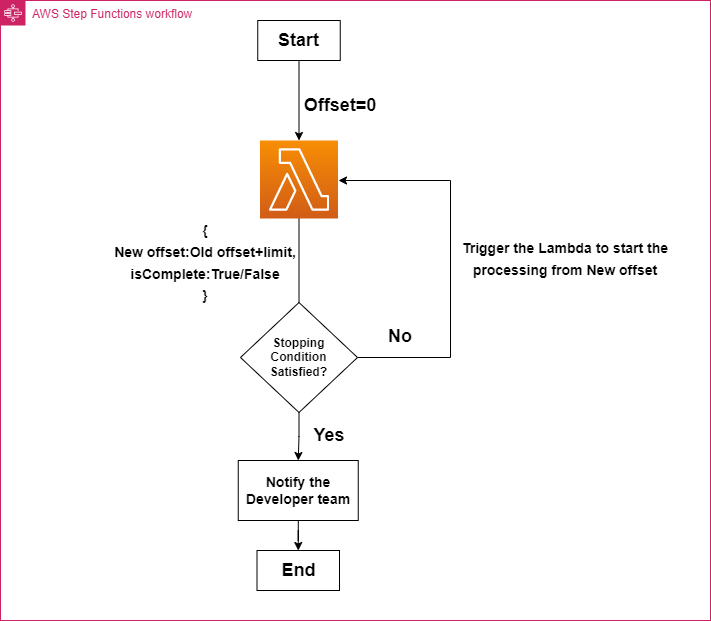 AWS Step Functions workflow
Start
Offset=0
{
New offset:Old offset+limit,
isComplete:True/False
}
Trigger the Lambda to start the
processing from New offset
Stopping
Condition
Satisfied?
No
Yes
Notify the
Developer team
End